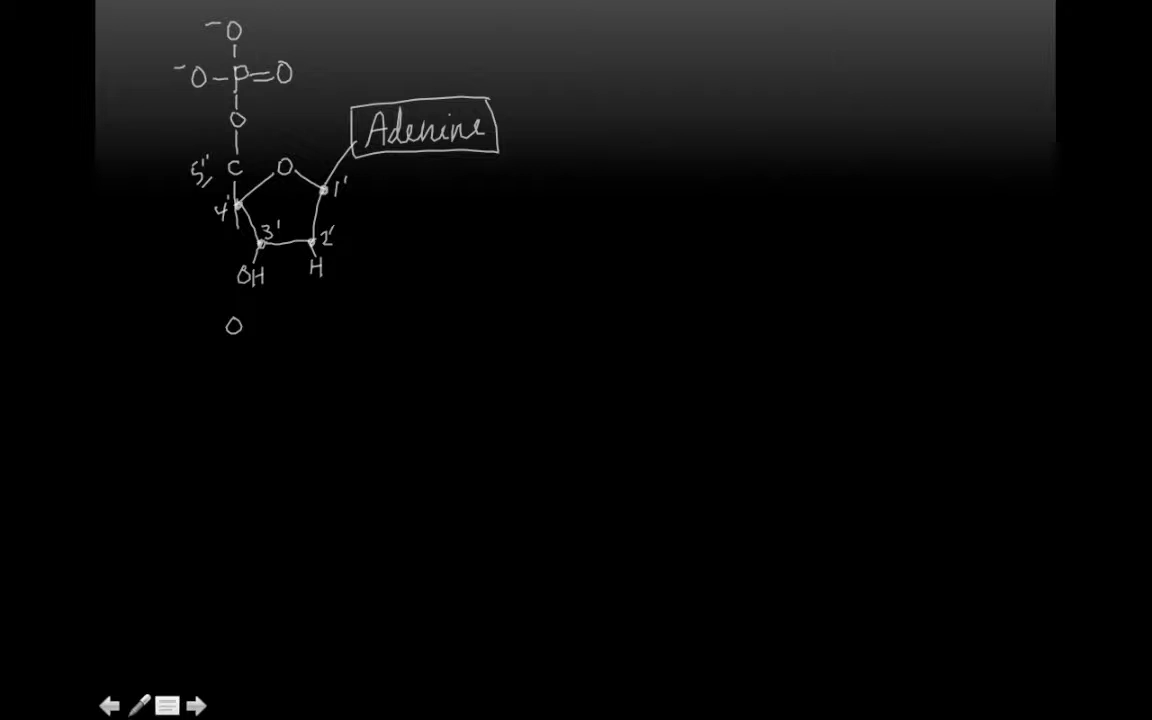 ⁻O
⁻O-P=O
O
Adenine
5' C O 1'
4'
3' 2'
OH H
O